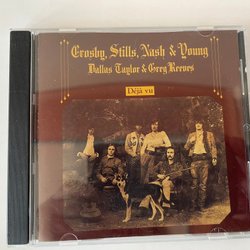 Crosby, Stills, Nash & Young
Dallas Taylor & Greg Reeves
Déjà vu